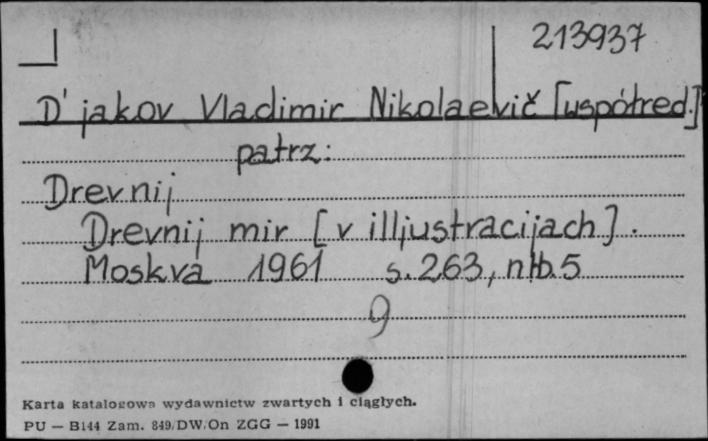 213937
D'jakov Vladimir Nikolaevič [uspółred.]
patrz:
Drevnij
Drevnij mir [v illjustracijach].
Moskva 1961 s. 263, nlb. 5
9
Karta katalogowa wydawnictw zwartych i ciągłych.
PU — B144 Zam. 849/DW/On ZGG — 1991